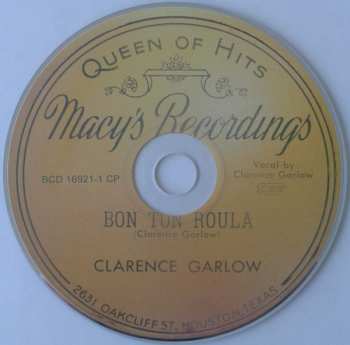 QUEEN OF HITS
Macy's Recordings
BCD 16921-1 CP
Vocal by
Clarence Garlow
BON TON ROULA
(Clarence Garlow)
CLARENCE GARLOW
2631 OAKCLIFF ST. HOUSTON, TEXAS